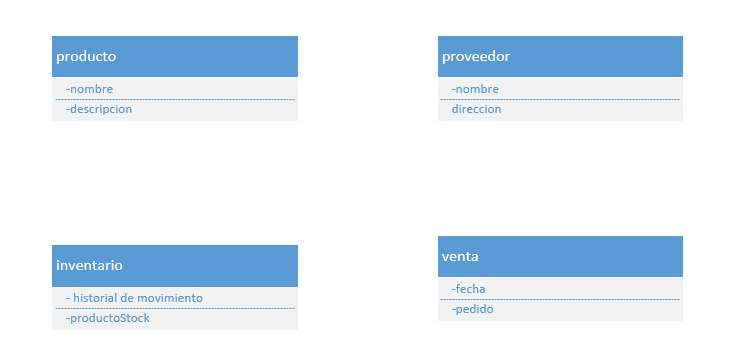 producto
-nombre
-descripcion
proveedor
-nombre
direccion
inventario
- historial de movimiento
-productoStock
venta
-fecha
-pedido